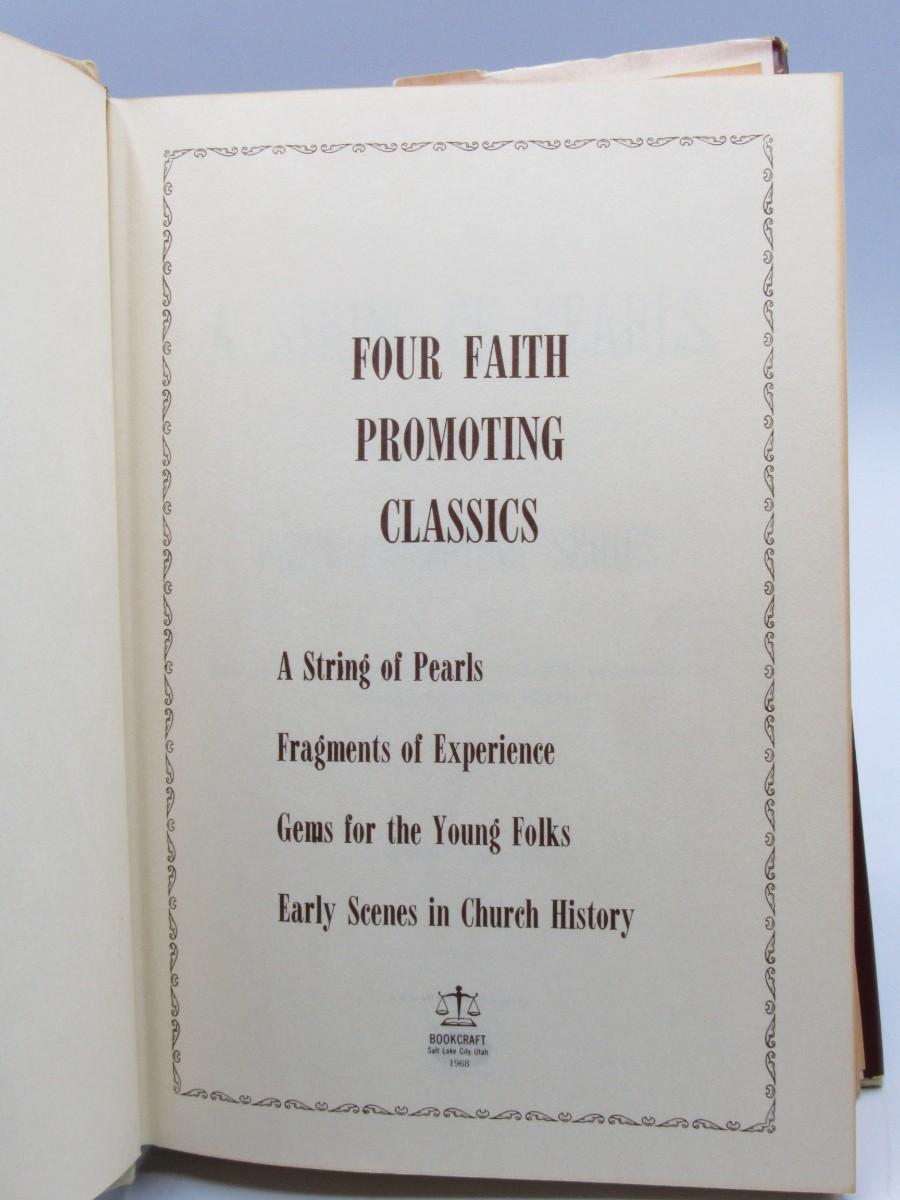 FOUR FAITH
PROMOTING
CLASSICS
A String of Pearls
Fragments of Experience
Gems for the Young Folks
Early Scenes in Church History
BOOKCRAFT
Salt Lake City, Utah
1968